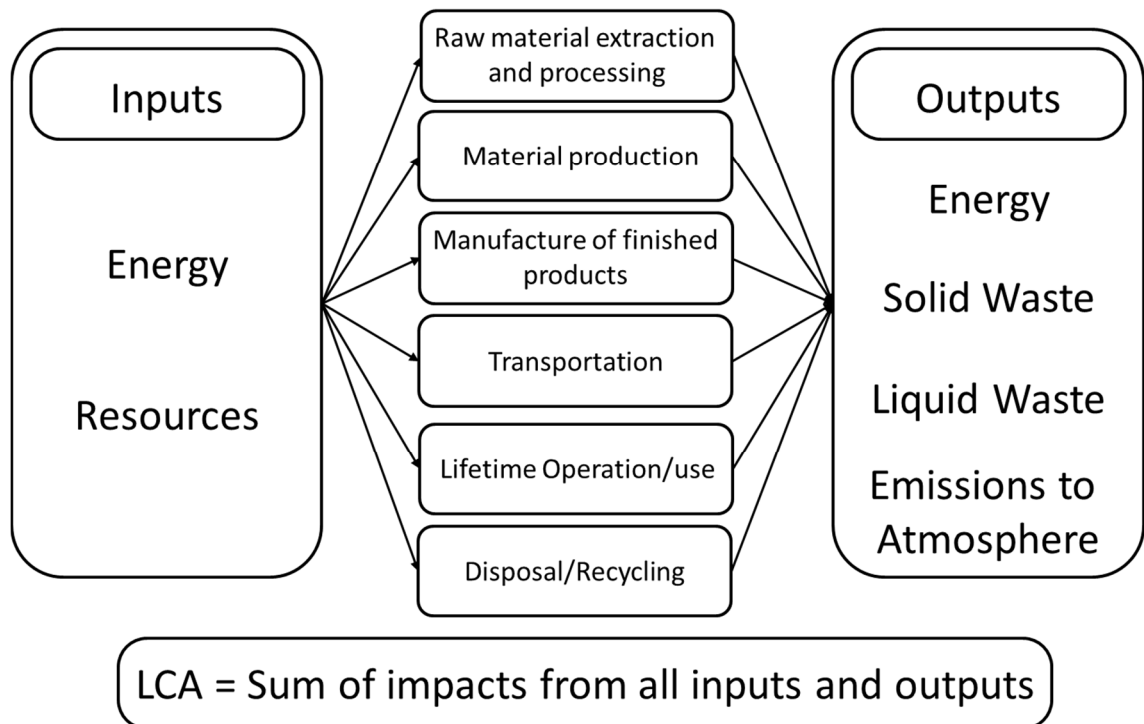 Inputs
Energy
Resources
Raw material extraction
and processing
Material production
Manufacture of finished
products
Transportation
Lifetime Operation/use
Disposal/Recycling
Outputs
Energy
Solid Waste
Liquid Waste
Emissions to
Atmosphere
LCA = Sum of impacts from all inputs and outputs